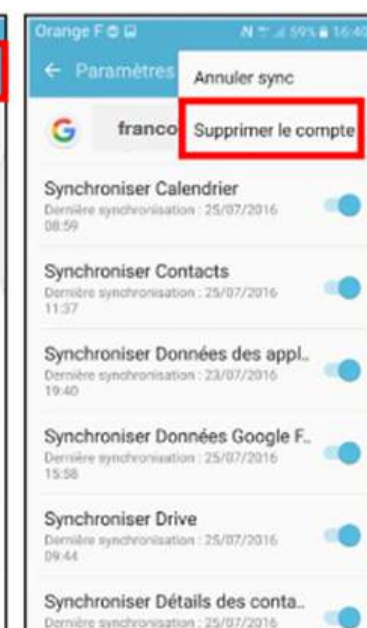 Orange F 59% 16:40
← Paramètres
Annuler sync
G franco
Supprimer le compte
Synchroniser Calendrier
Dernière synchronisation : 25/07/2016
08:59
Synchroniser Contacts
Dernière synchronisation : 25/07/2016
11:37
Synchroniser Données des appl..
Dernière synchronisation : 23/07/2016
19:40
Synchroniser Données Google F..
Dernière synchronisation : 25/07/2016
15:58
Synchroniser Drive
Dernière synchronisation : 25/07/2016
09:44
Synchroniser Détails des conta..
Dernière synchronisation : 25/07/2016